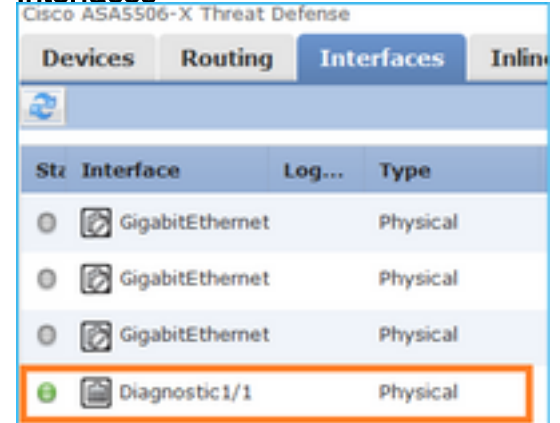 Cisco ASA5506-X Threat Defense
Devices Routing Interfaces
Log... Interface Type
GigabitEthernet Physical
GigabitEthernet Physical
GigabitEthernet Physical
Diagnostic1/1 Physical